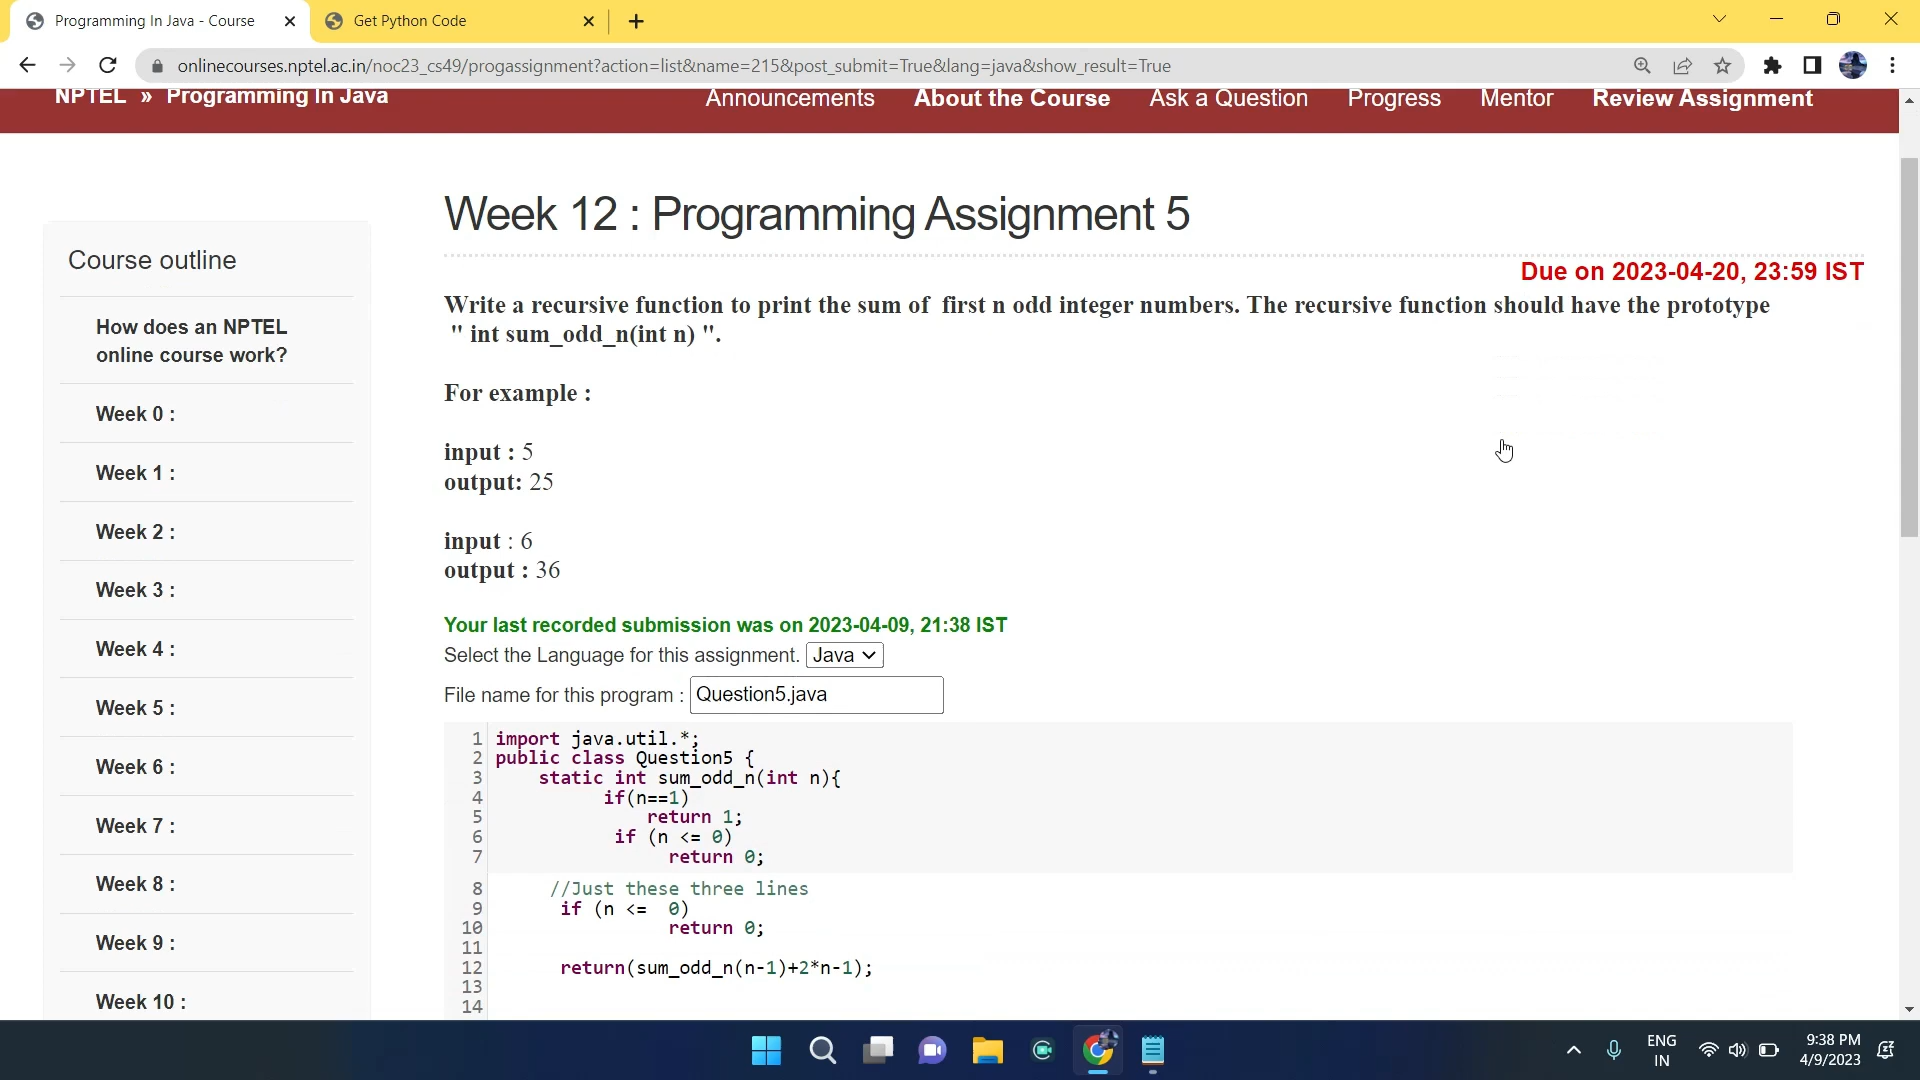 Programming In Java - Course
Get Python Code
onlinecourses.nptel.ac.in/noc23_cs49/progassignment?action=list&name=215&post_submit=True&lang=java&show_result=True
NPTEL » Programming In Java
Announcements About the Course Ask a Question Progress Mentor Review Assignment
Course outline
How does an NPTEL
online course work?
Week 0 :
Week 1 :
Week 2 :
Week 3 :
Week 4 :
Week 5 :
Week 6 :
Week 7 :
Week 8 :
Week 9 :
Week 10 :
Week 12 : Programming Assignment 5
Due on 2023-04-20, 23:59 IST
Write a recursive function to print the sum of first n odd integer numbers. The recursive function should have the prototype
" int sum_odd_n(int n) ".
For example :
input : 5
output: 25
input : 6
output : 36
Your last recorded submission was on 2023-04-09, 21:38 IST
Select the Language for this assignment. Java
File name for this program : Question5.java
1 import java.util.*;
2 public class Question5 {
3 static int sum_odd_n(int n){
4 if(n==1)
5 return 1;
6 if (n <= 0)
7 return 0;
8 //Just these three lines
9 if (n <= 0)
10 return 0;
11
12 return(sum_odd_n(n-1)+2*n-1);
13
14
ENG
IN
9:38 PM
4/9/2023